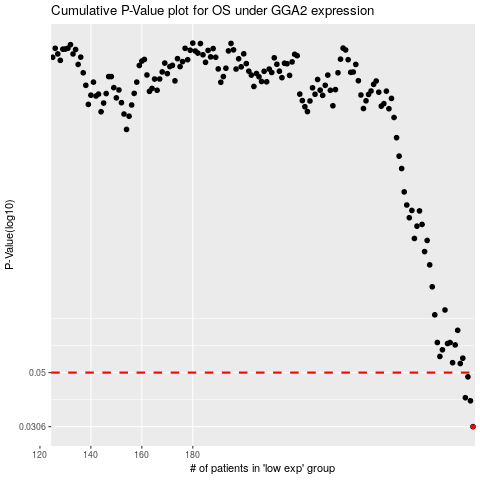 Cumulative P-Value plot for OS under GGA2 expression
P-Value(log10)
0.05
0.0306
120 140 160 180
# of patients in 'low exp' group